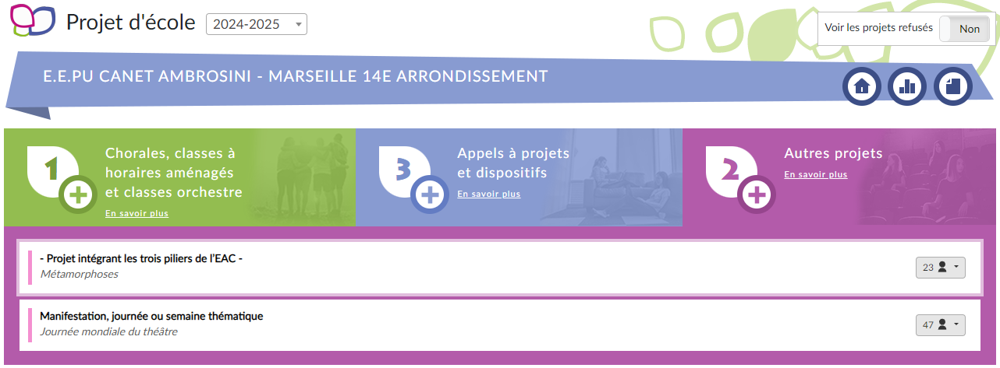 Projet d'école
2024-2025
Voir les projets refusés
Non
E.E.PU CANET AMBROSINI - MARSEILLE 14E ARRONDISSEMENT
1
Chorales, classes à
horaires aménagés
et classes orchestre
En savoir plus
3
Appels à projets
et dispositifs
En savoir plus
2
Autres projets
En savoir plus
- Projet intégrant les trois piliers de l’EAC -
Métamorphoses
23
Manifestation, journée ou semaine thématique
Journée mondiale du théâtre
47